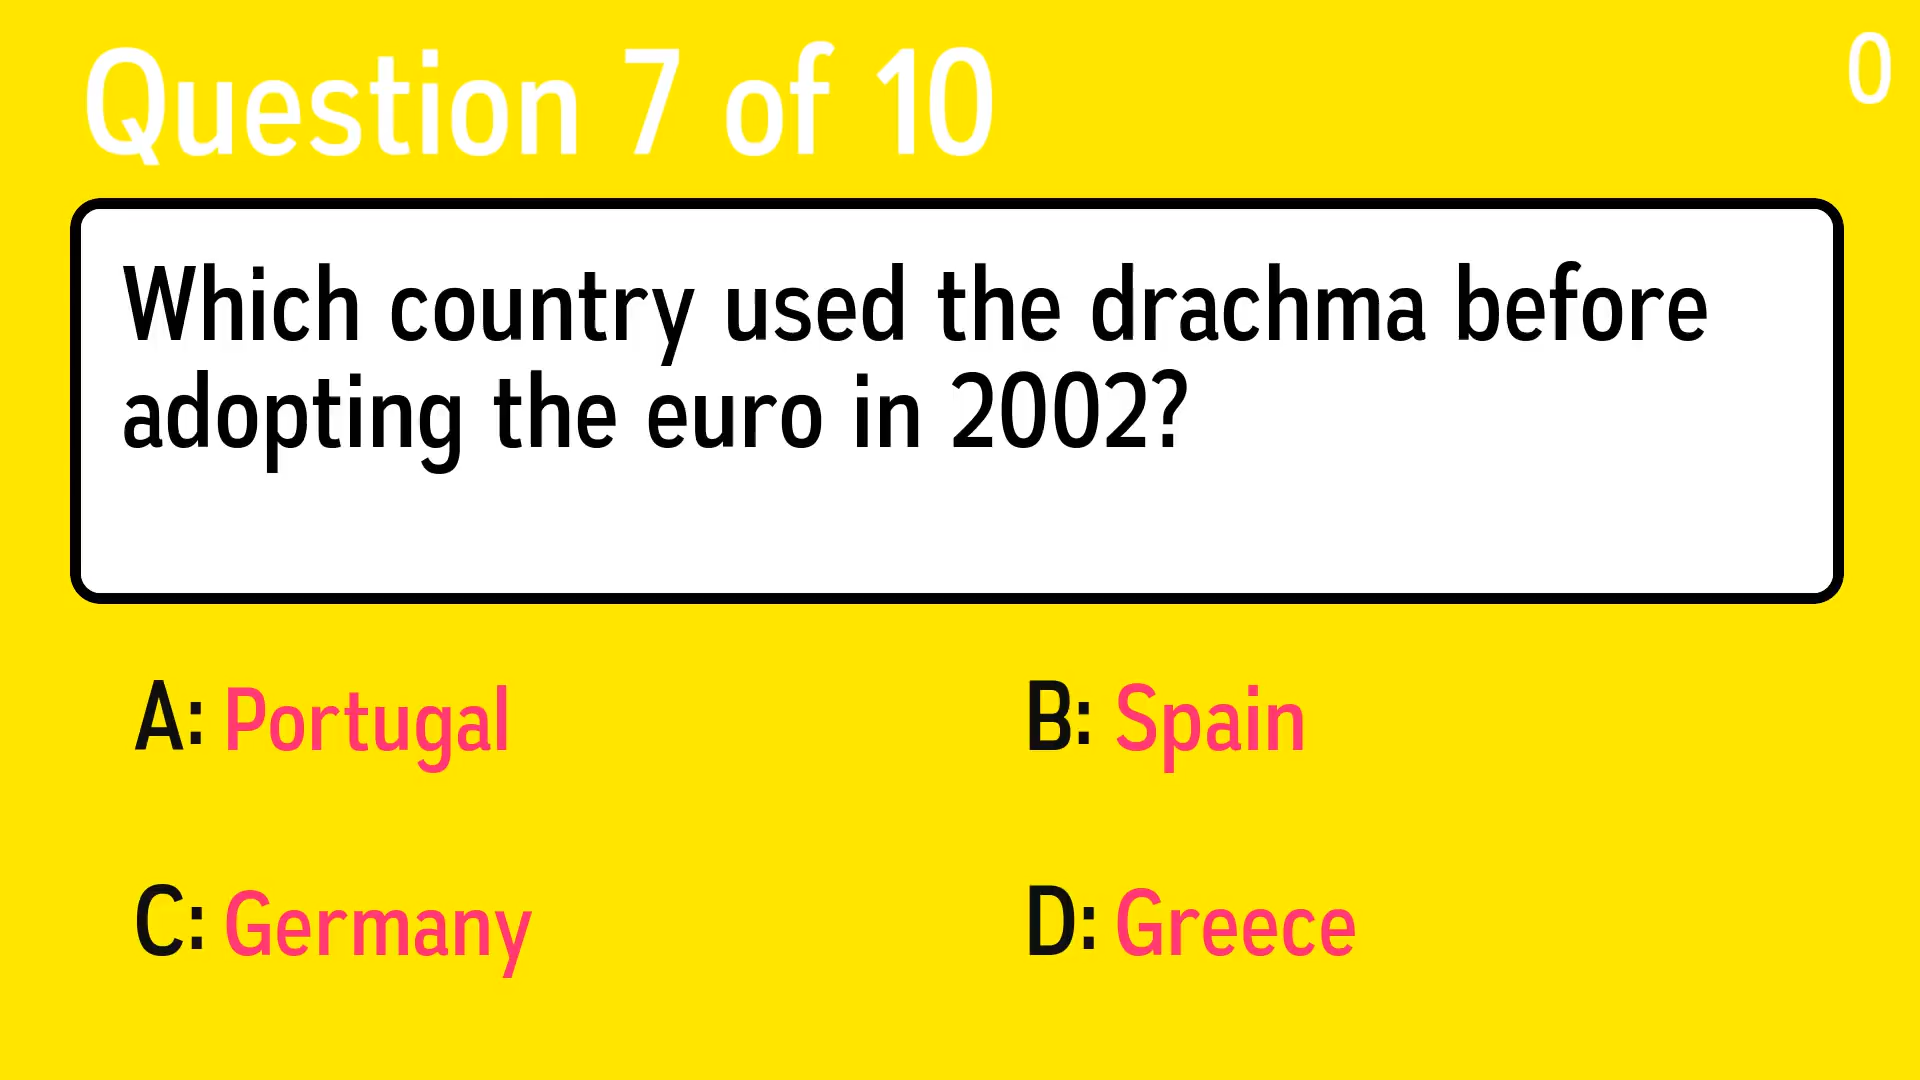 Question 7 of 10
0
Which country used the drachma before
adopting the euro in 2002?
A: Portugal
B: Spain
C: Germany
D: Greece